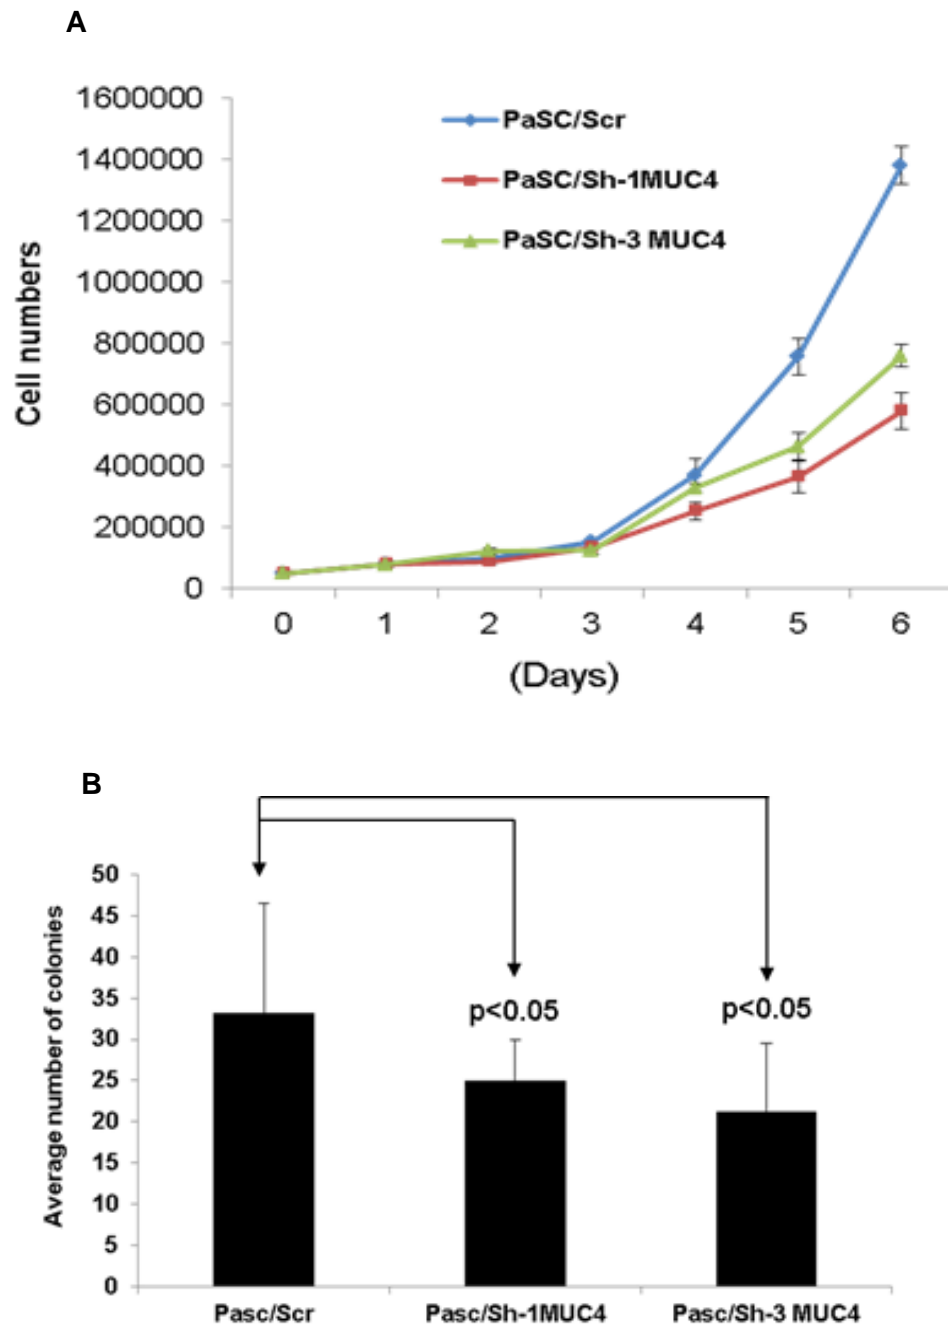 A
1600000
1400000
1200000
1000000
800000
600000
400000
200000
0
Cell numbers
PaSC/Scr
PaSC/Sh-1MUC4
PaSC/Sh-3 MUC4
0 1 2 3 4 5 6
(Days)
B
50
45
40
35
30
25
20
15
10
5
0
Average number of colonies
p<0.05 p<0.05
Pasc/Scr Pasc/Sh-1MUC4 Pasc/Sh-3 MUC4